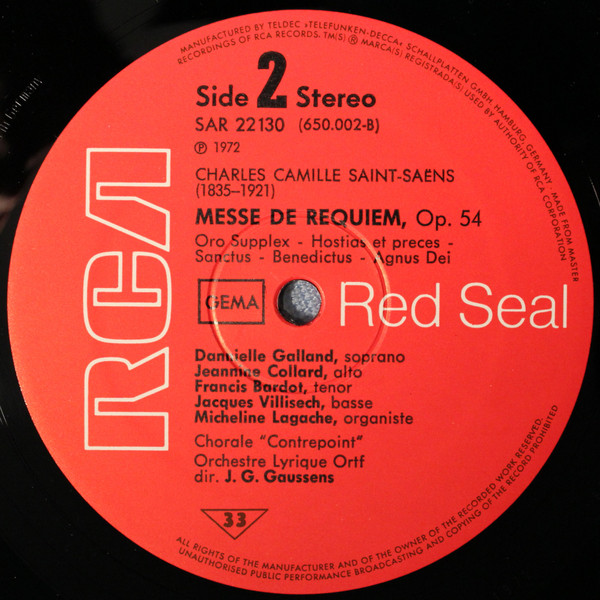 MANUFACTURED BY TELDEC »TELEFUNKEN-DECCA« SCHALLPLATTEN GMBH, HAMBURG, GERMANY · MADE FROM MASTER
RECORDINGS OF RCA RECORDS. TM(S) ® MARCA(S) REGISTRADA(S) USED BY AUTHORITY OF RCA CORPORATION
Side 2 Stereo
SAR 22130 (650.002-B)
℗ 1972
CHARLES CAMILLE SAINT-SAËNS
(1835–1921)
MESSE DE REQUIEM, Op. 54
Oro Supplex - Hostias et preces -
Sanctus - Benedictus - Agnus Dei
RCA
GEMA
Red Seal
Dannielle Galland, soprano
Jeannine Collard, alto
Francis Bardot, tenor
Jacques Villisech, basse
Micheline Lagache, organiste
Chorale "Contrepoint"
Orchestre Lyrique Ortf
dir. J. G. Gaussens
33
ALL RIGHTS OF THE MANUFACTURER AND OF THE OWNER OF THE RECORDED WORK RESERVED.
UNAUTHORISED PUBLIC PERFORMANCE BROADCASTING AND COPYING OF THE RECORD PROHIBITED